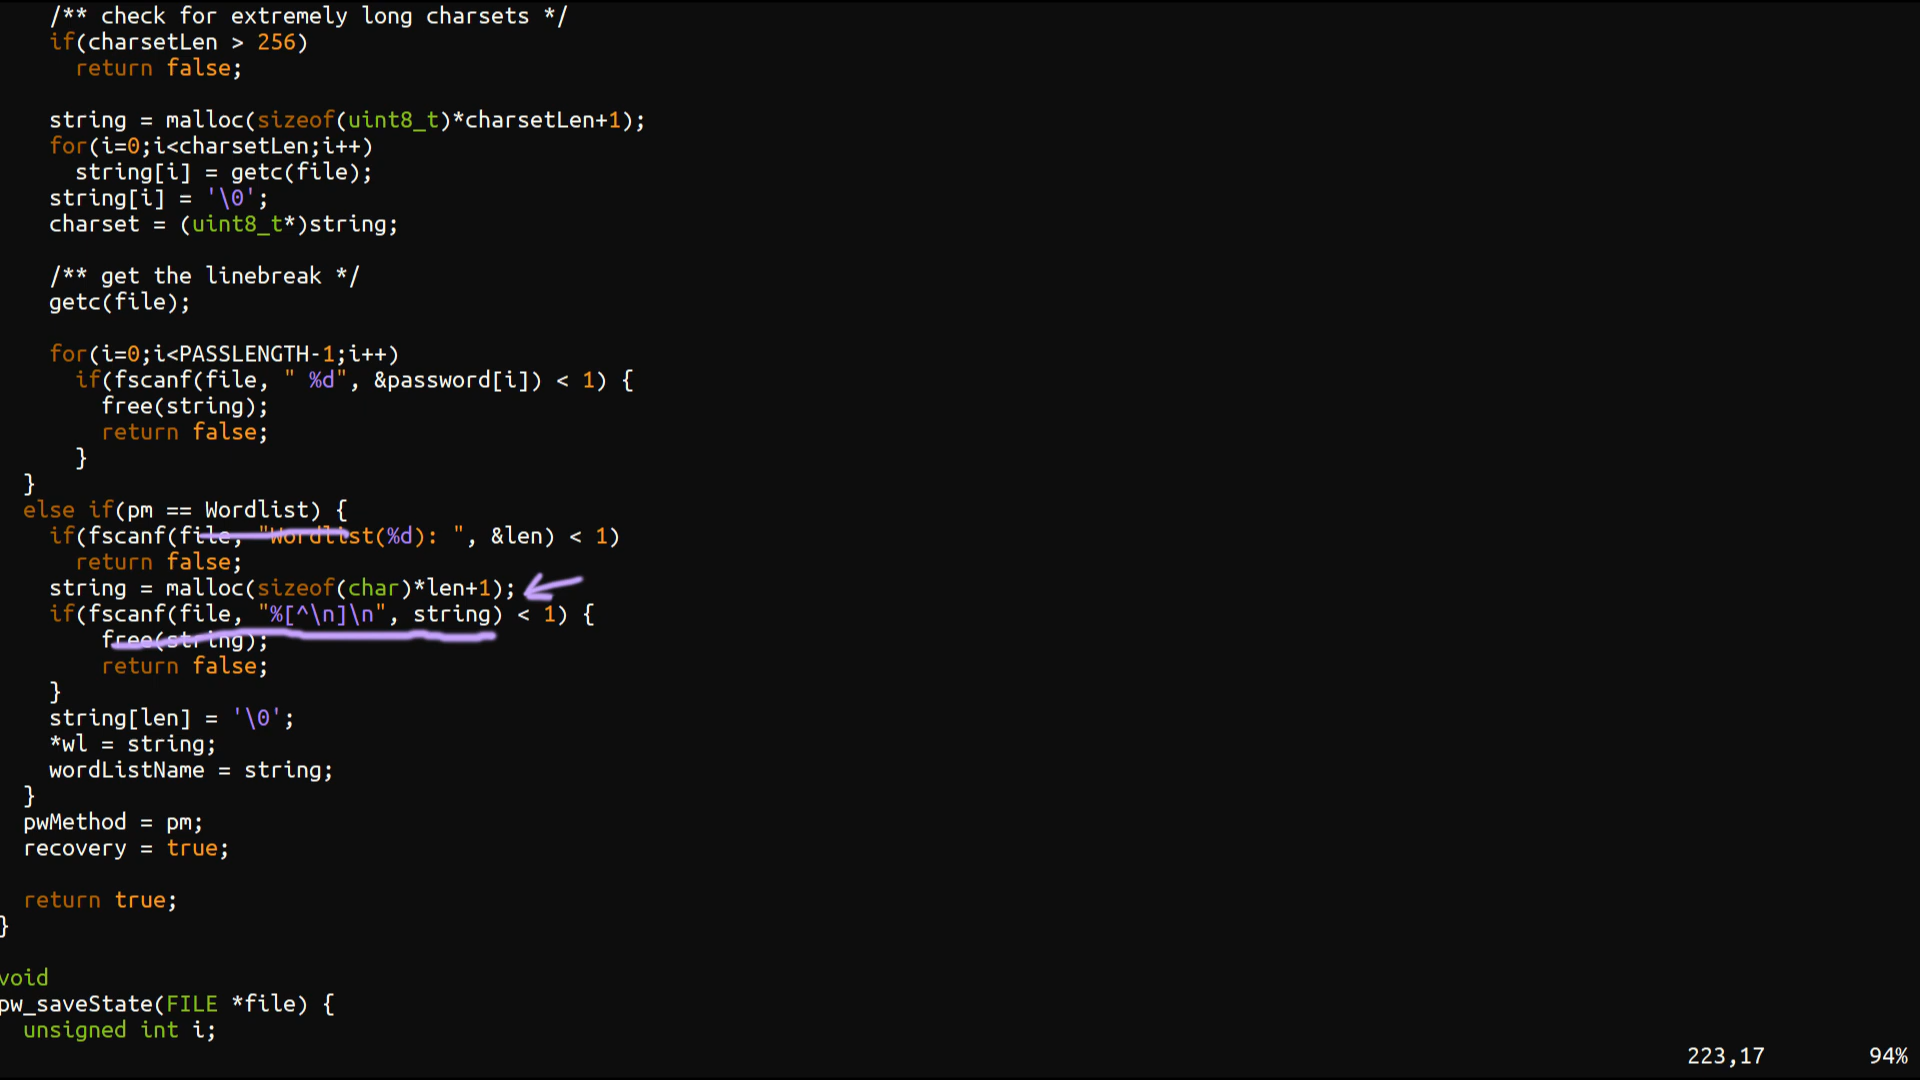 /** check for extremely long charsets */
if(charsetLen > 256)
return false;
string = malloc(sizeof(uint8_t)*charsetLen+1);
for(i=0;i<charsetLen;i++)
string[i] = getc(file);
string[i] = '\0';
charset = (uint8_t*)string;
/** get the linebreak */
getc(file);
for(i=0;i<PASSLENGTH-1;i++)
if(fscanf(file, " %d", &password[i]) < 1) {
free(string);
return false;
}
}
else if(pm == Wordlist) {
if(fscanf(file, "Wordlist(%d): ", &len) < 1)
return false;
string = malloc(sizeof(char)*len+1);
if(fscanf(file, "%[^\n]\n", string) < 1) {
free(string);
return false;
}
string[len] = '\0';
*wl = string;
wordListName = string;
}
pwMethod = pm;
recovery = true;
return true;
}
void
pw_saveState(FILE *file) {
unsigned int i;
223,17 94%